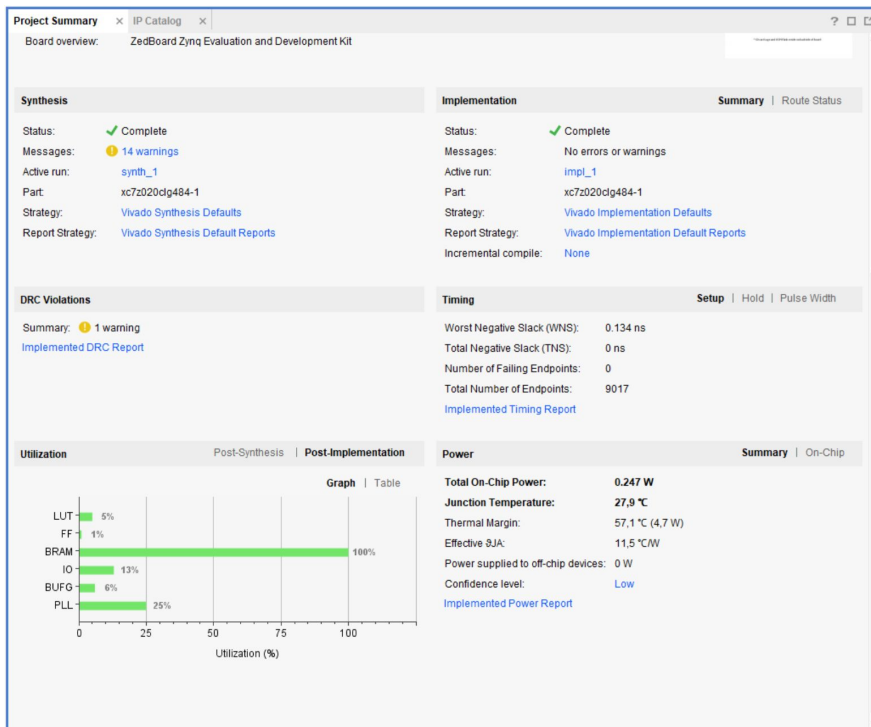 Project Summary × IP Catalog × ?
Board overview: ZedBoard Zynq Evaluation and Development Kit
Synthesis
Status: Complete
Messages: 14 warnings
Active run: synth_1
Part: xc7z020clg484-1
Strategy: Vivado Synthesis Defaults
Report Strategy: Vivado Synthesis Default Reports
Implementation Summary | Route Status
Status: Complete
Messages: No errors or warnings
Active run: impl_1
Part: xc7z020clg484-1
Strategy: Vivado Implementation Defaults
Report Strategy: Vivado Implementation Default Reports
Incremental compile: None
DRC Violations
Summary: 1 warning
Implemented DRC Report
Timing Setup | Hold | Pulse Width
Worst Negative Slack (WNS): 0.134 ns
Total Negative Slack (TNS): 0 ns
Number of Failing Endpoints: 0
Total Number of Endpoints: 9017
Implemented Timing Report
Utilization Post-Synthesis | Post-Implementation
Graph | Table
LUT 5%
FF 1%
BRAM 100%
IO 13%
BUFG 6%
PLL 25%
0 25 50 75 100
Utilization (%)
Power Summary | On-Chip
Total On-Chip Power: 0.247 W
Junction Temperature: 27,9 °C
Thermal Margin: 57,1 °C (4,7 W)
Effective ϑJA: 11,5 °C/W
Power supplied to off-chip devices: 0 W
Confidence level: Low
Implemented Power Report